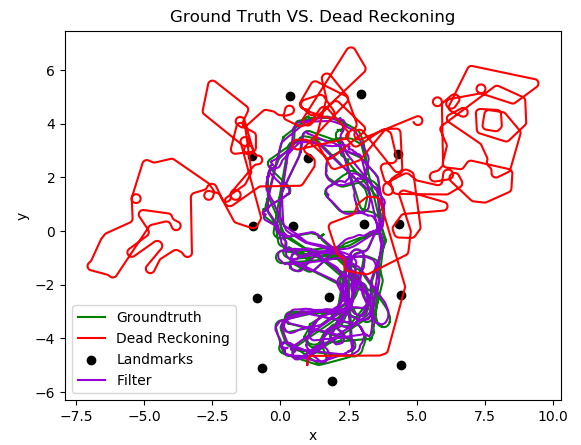 Ground Truth VS. Dead Reckoning
6
4
2
0
−2
−4
−6
y
Groundtruth
Dead Reckoning
Landmarks
Filter
−7.5 −5.0 −2.5 0.0 2.5 5.0 7.5 10.0
x